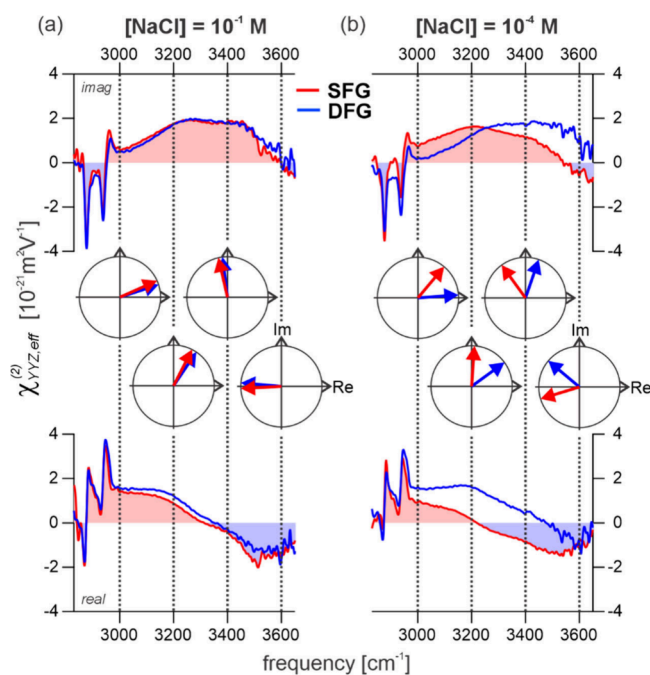 (a) [NaCl] = 10⁻¹ M (b) [NaCl] = 10⁻⁴ M
3000 3200 3400 3600 3000 3200 3400 3600
4 imag SFG 4
DFG
2 2
0 0
-2 -2
-4 -4
χ⁽²⁾YYZ,eff [10⁻²¹m²V⁻¹]
Im Im
Re Re
4 4
2 2
0 0
-2 -2
-4 real -4
3000 3200 3400 3600 3000 3200 3400 3600
frequency [cm⁻¹]